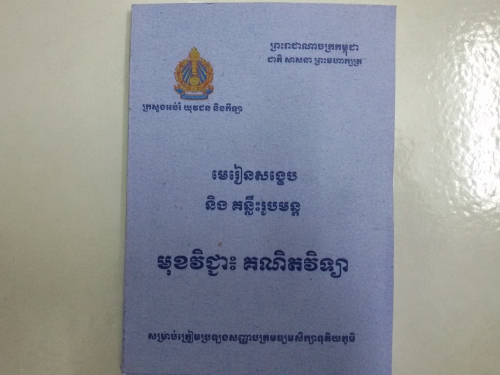 ព្រះរាជាណាចក្រកម្ពុជា
ជាតិ សាសនា ព្រះមហាក្សត្រ
ក្រសួងអប់រំ យុវជន និងកីឡា
មេរៀនសង្ខេប
និង គន្លឹះរូបមន្ត
មុខវិជ្ជា៖ គណិតវិទ្យា
សម្រាប់ត្រៀមប្រឡងសញ្ញាបត្រមធ្យមសិក្សាទុតិយភូមិ